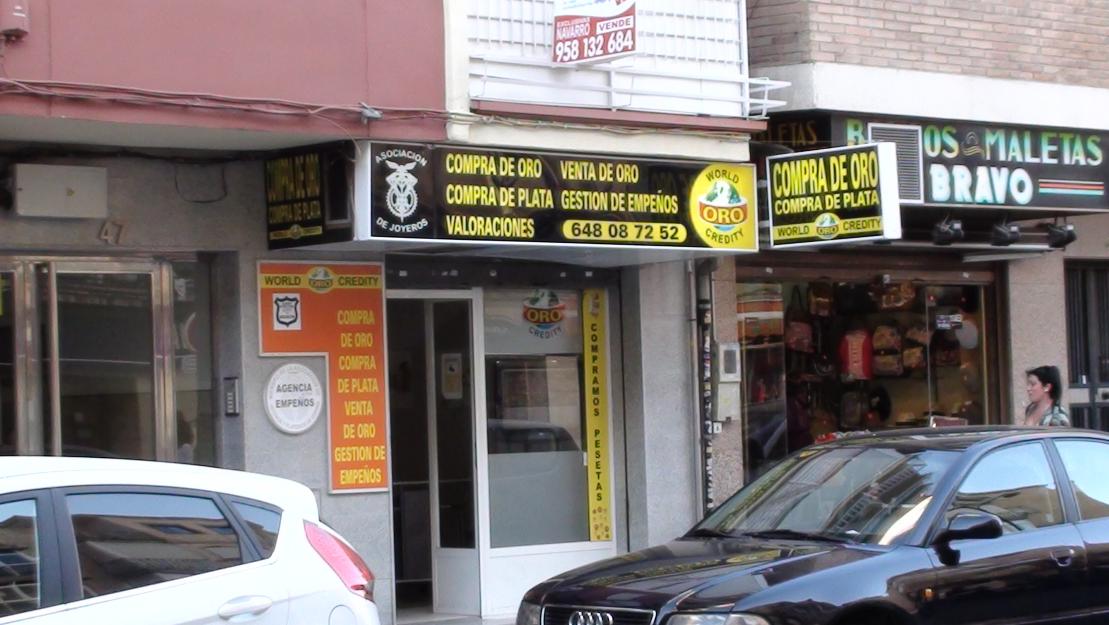 EXCLUSIVAS
NAVARRO VENDE
958 132 684
ASOCIACION
DE JOYEROS
COMPRA DE ORO VENTA DE ORO
COMPRA DE PLATA GESTION DE EMPEÑOS
VALORACIONES 648 08 72 52
WORLD
ORO
CREDITY
COMPRA DE ORO
COMPRA DE PLATA
WORLD ORO CREDITY
MALETAS
BRAVO
COMPRA DE ORO
COMPRA DE PLATA
47
WORLD ORO CREDITY
COMPRA
DE ORO
COMPRA
DE PLATA
VENTA
DE ORO
GESTION DE
EMPEÑOS
AGENCIA
EMPEÑOS
ORO
CREDITY
COMPRAMOS PESETAS